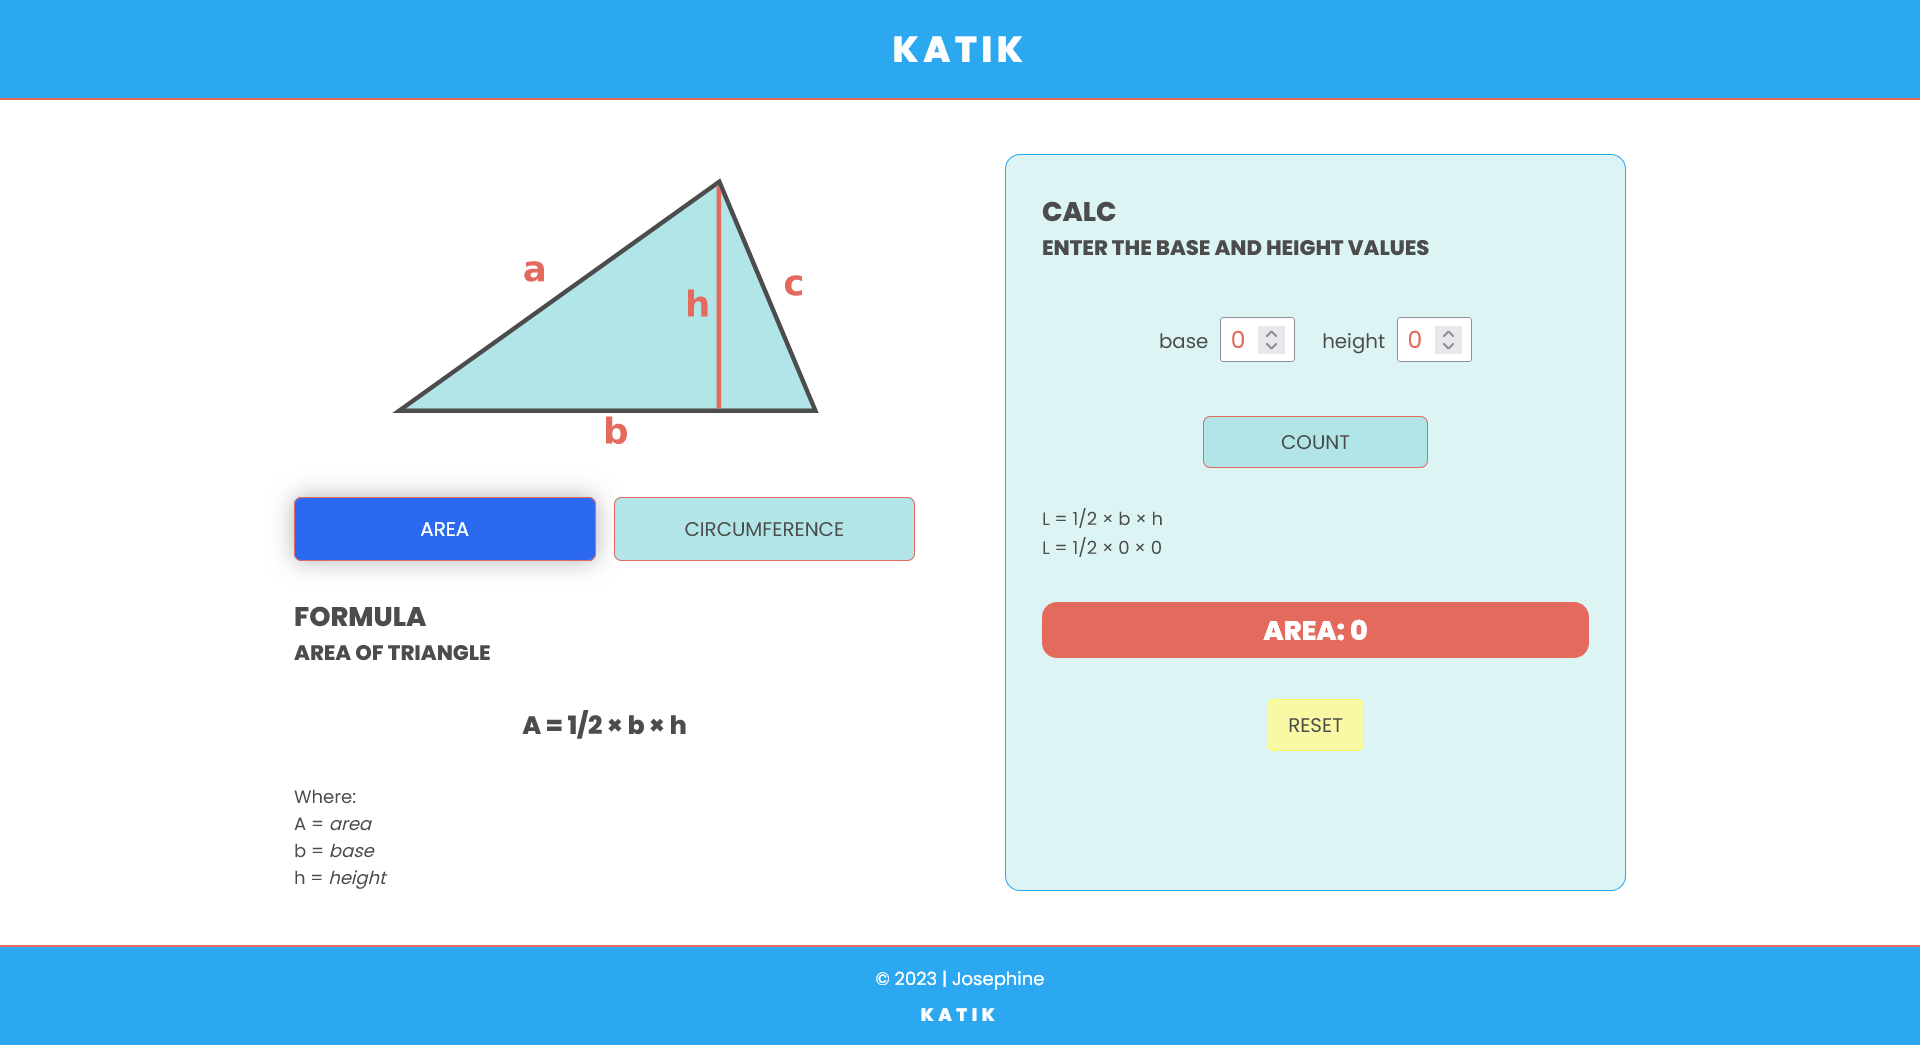 KATIK
a
h
c
b
AREA
CIRCUMFERENCE
FORMULA
AREA OF TRIANGLE
A = 1/2 × b × h
Where:
A = area
b = base
h = height
CALC
ENTER THE BASE AND HEIGHT VALUES
base 0 height 0
COUNT
L = 1/2 × b × h
L = 1/2 × 0 × 0
AREA: 0
RESET
© 2023 | Josephine
KATIK